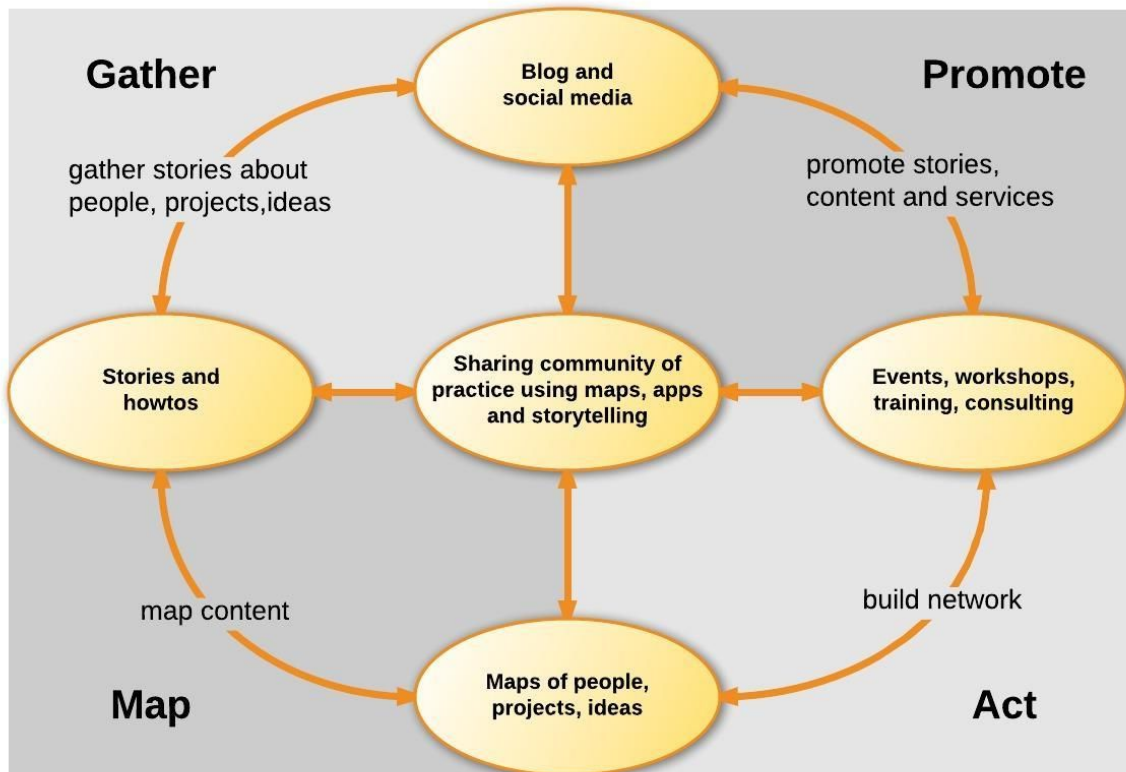 Gather
Blog and
social media
Promote
gather stories about
people, projects,ideas
promote stories,
content and services
Stories and
howtos
Sharing community of
practice using maps, apps
and storytelling
Events, workshops,
training, consulting
map content
build network
Map
Maps of people,
projects, ideas
Act